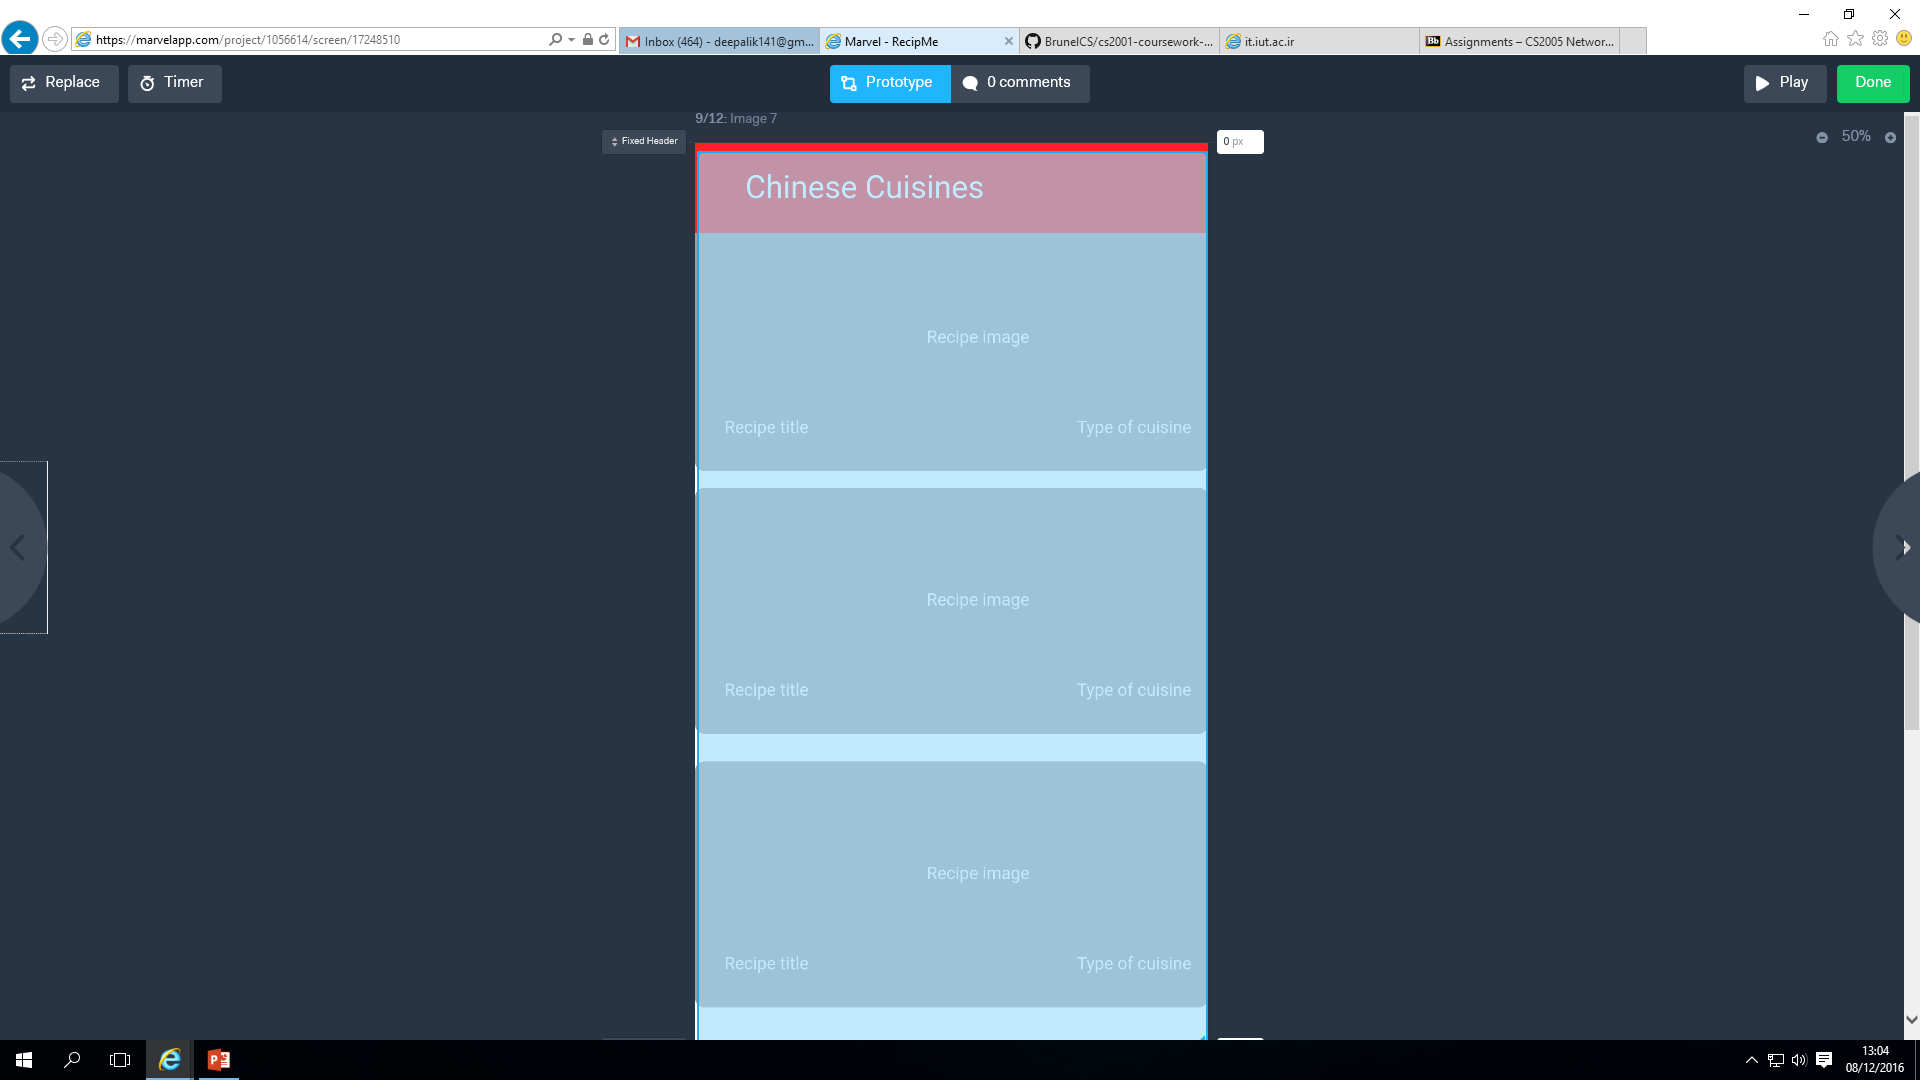 https://marvelapp.com/project/1056614/screen/17248510
Inbox (464) - deepalik141@gm...
Marvel - RecipMe
BrunelCS/cs2001-coursework-...
it.iut.ac.ir
Bb Assignments – CS2005 Networ...
Replace
Timer
Prototype
0 comments
Play
Done
9/12: Image 7
Fixed Header
0 px
50%
Chinese Cuisines
Recipe image
Recipe title
Type of cuisine
Recipe image
Recipe title
Type of cuisine
Recipe image
Recipe title
Type of cuisine
13:04
08/12/2016